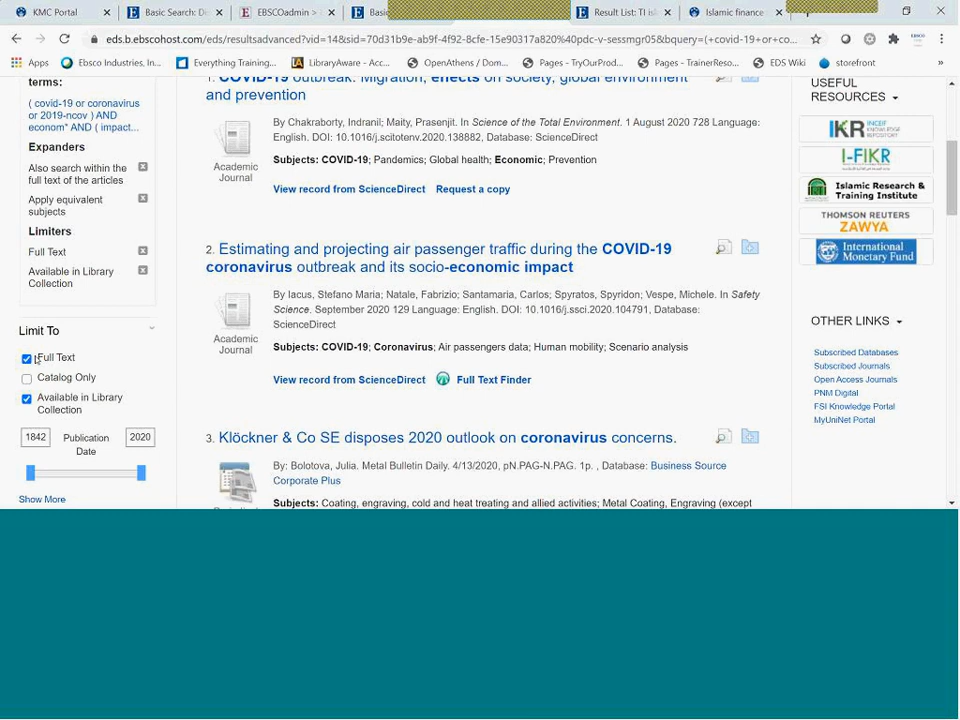 KMC Portal
Basic Search: Di
EBSCOadmin >
Basic
Result List: TI is
Islamic finance
eds.b.ebscohost.com/eds/resultsadvanced?vid=14&sid=70d31b9e-ab9f-4f92-8cfe-15e90317a820%40pdc-v-sessmgr05&bquery=(+covid-19+or+co...
Apps
Ebsco Industries, In...
Everything Training...
LibraryAware - Acc...
OpenAthens / Dom...
Pages - TryOurProd...
Pages - TrainerReso...
EDS Wiki
storefront
terms:
( covid-19 or coronavirus
or 2019-ncov ) AND
econom* AND ( impact...
Expanders
Also search within the
full text of the articles
Apply equivalent
subjects
Limiters
Full Text
Available in Library
Collection
Limit To
Full Text
Catalog Only
Available in Library
Collection
1842 Publication Date 2020
Show More
1. COVID-19 outbreak: Migration, effects on society, global environment
and prevention
Academic
Journal
By Chakraborty, Indranil; Maity, Prasenjit. In Science of the Total Environment. 1 August 2020 728 Language:
English. DOI: 10.1016/j.scitotenv.2020.138882, Database: ScienceDirect
Subjects: COVID-19; Pandemics; Global health; Economic; Prevention
View record from ScienceDirect Request a copy
2. Estimating and projecting air passenger traffic during the COVID-19
coronavirus outbreak and its socio-economic impact
Academic
Journal
By Iacus, Stefano Maria; Natale, Fabrizio; Santamaria, Carlos; Spyratos, Spyridon; Vespe, Michele. In Safety
Science. September 2020 129 Language: English. DOI: 10.1016/j.ssci.2020.104791, Database:
ScienceDirect
Subjects: COVID-19; Coronavirus; Air passengers data; Human mobility; Scenario analysis
View record from ScienceDirect Full Text Finder
3. Klöckner & Co SE disposes 2020 outlook on coronavirus concerns.
By: Bolotova, Julia. Metal Bulletin Daily. 4/13/2020, pN.PAG-N.PAG. 1p. , Database: Business Source
Corporate Plus
Subjects: Coating, engraving, cold and heat treating and allied activities; Metal Coating, Engraving (except
USEFUL
RESOURCES
IKR INCEIF KNOWLEDGE REPOSITORY
I-FIKR
Islamic Research &
Training Institute
THOMSON REUTERS
ZAWYA
International
Monetary Fund
OTHER LINKS
Subscribed Databases
Subscribed Journals
Open Access Journals
PNM Digital
FSI Knowledge Portal
MyUniNet Portal